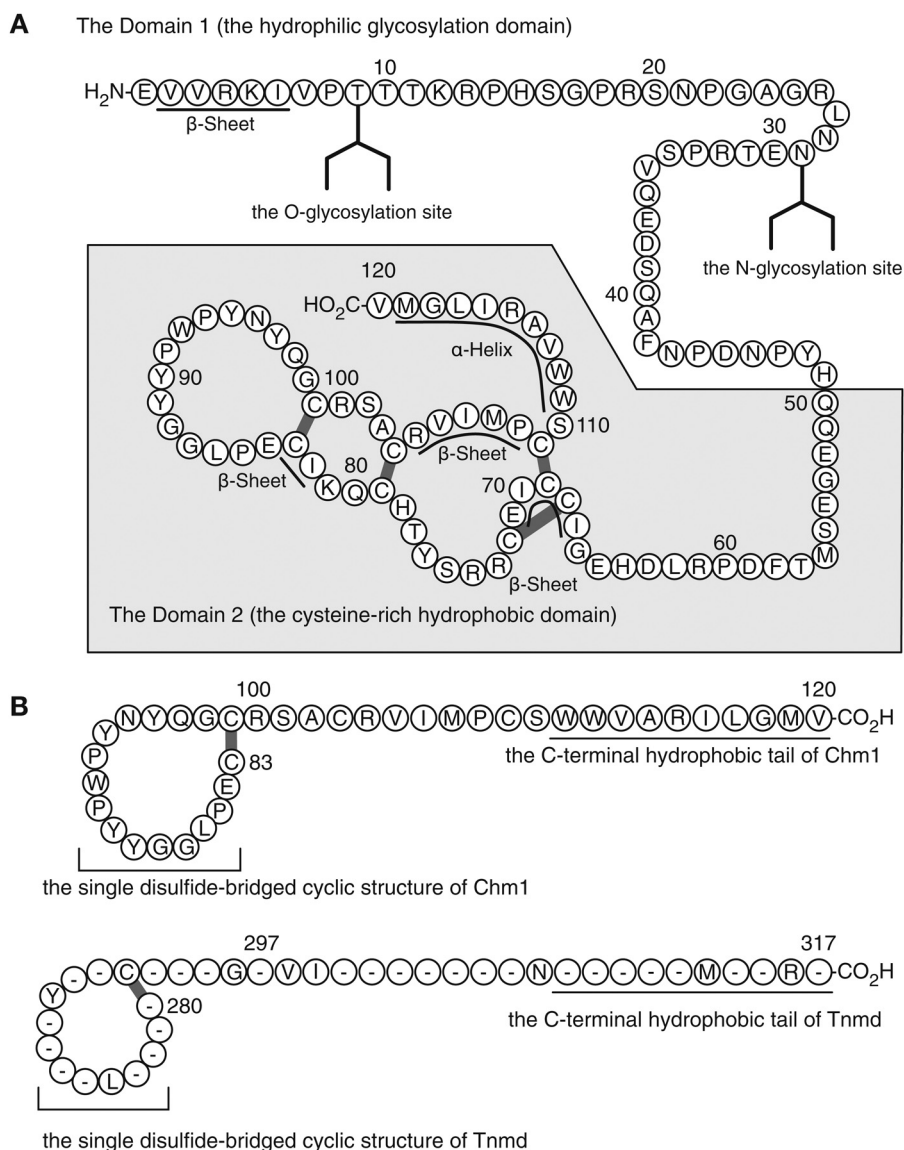 A
The Domain 1 (the hydrophilic glycosylation domain)
10
20
H2N-EVVRKIVPTTTKRPHSGPRSNPGAGR
L
N
β-Sheet
30
SPRTEN
the O-glycosylation site
the N-glycosylation site
V
Q
E
D
S
40 Q
A
F
NPDNPY
H
50 Q
Q
E
G
E
S
M
60
EHDLRPDFT
G
I
C
C
I 70
E
C
β-Sheet
R
R
S
Y
T
H
C
80
Q
K
I
C
β-Sheet
E
P
L
G
G
Y
Y 90
P
W
P
Y
N
Y
Q
G
C 100
R
S
A
C
R
V
I
M
P
β-Sheet
C
S 110
W
W
V
A
α-Helix
120
HO2C-VMGLIR
The Domain 2 (the cysteine-rich hydrophobic domain)
B
100
120
NYQGCRSACRVIMPCSWWVARILGMV-CO2H
Y
P
W
P
Y
Y
G
G
L
P
E
C 83
the C-terminal hydrophobic tail of Chm1
the single disulfide-bridged cyclic structure of Chm1
297
317
Y--C---G-VI-------N-----M--R--CO2H
280
L
the C-terminal hydrophobic tail of Tnmd
the single disulfide-bridged cyclic structure of Tnmd